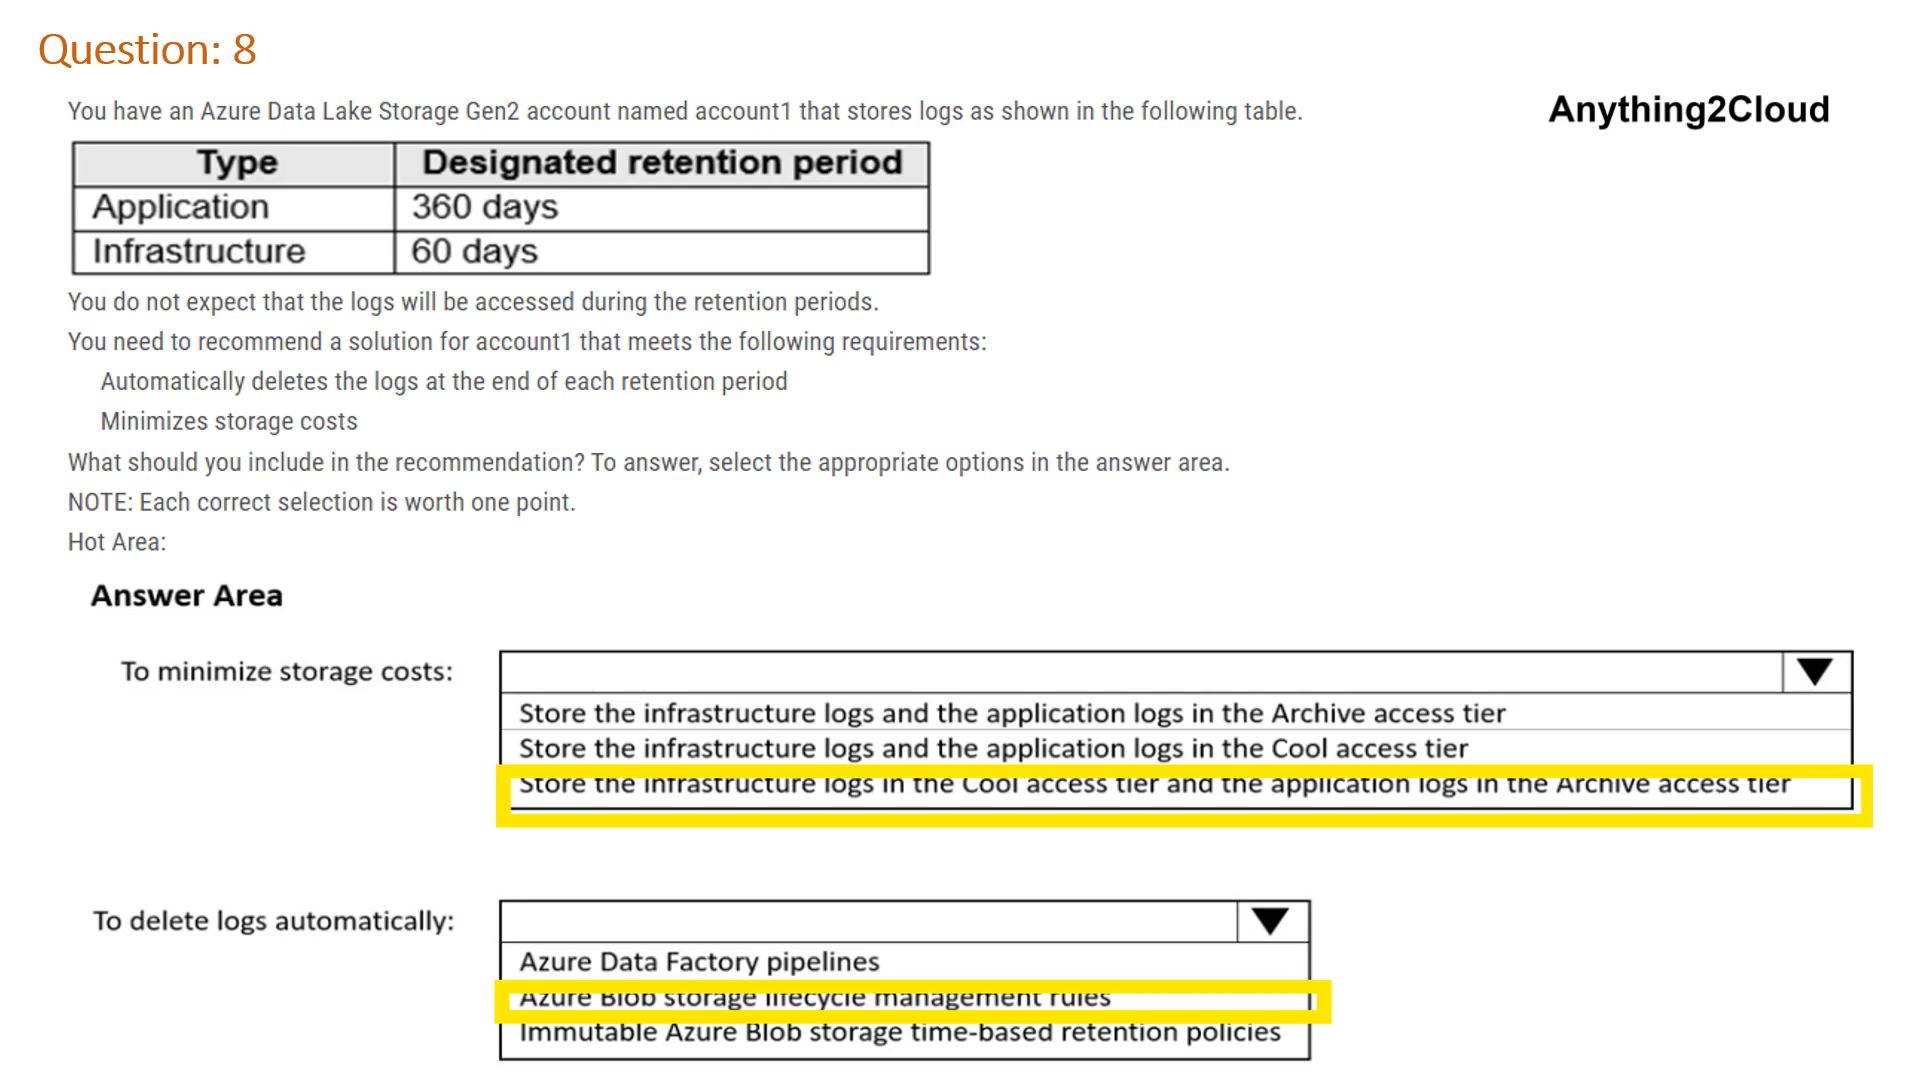 Question: 8
You have an Azure Data Lake Storage Gen2 account named account1 that stores logs as shown in the following table.
Anything2Cloud
Type Designated retention period
Application 360 days
Infrastructure 60 days
You do not expect that the logs will be accessed during the retention periods.
You need to recommend a solution for account1 that meets the following requirements:
Automatically deletes the logs at the end of each retention period
Minimizes storage costs
What should you include in the recommendation? To answer, select the appropriate options in the answer area.
NOTE: Each correct selection is worth one point.
Hot Area:
Answer Area
To minimize storage costs:
Store the infrastructure logs and the application logs in the Archive access tier
Store the infrastructure logs and the application logs in the Cool access tier
Store the infrastructure logs in the Cool access tier and the application logs in the Archive access tier
To delete logs automatically:
Azure Data Factory pipelines
Azure Blob storage lifecycle management rules
Immutable Azure Blob storage time-based retention policies